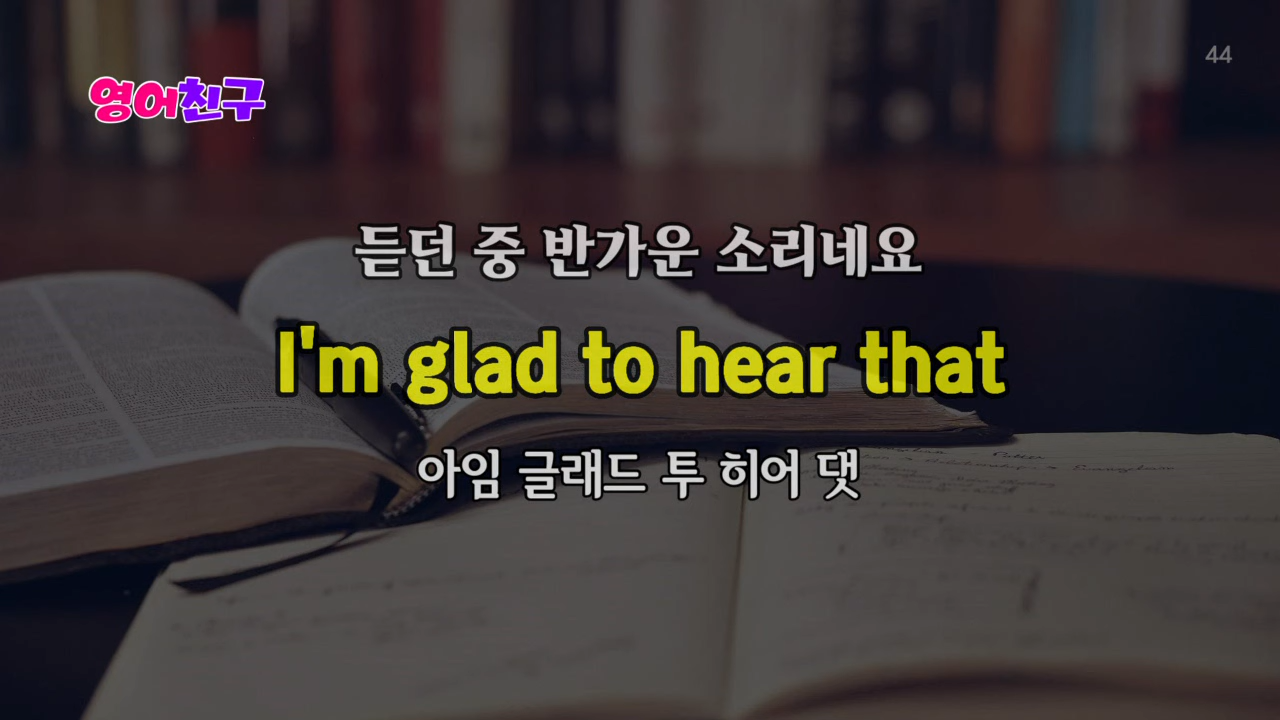 44
영어친구
듣던 중 반가운 소리네요
I'm glad to hear that
아임 글래드 투 히어 댓